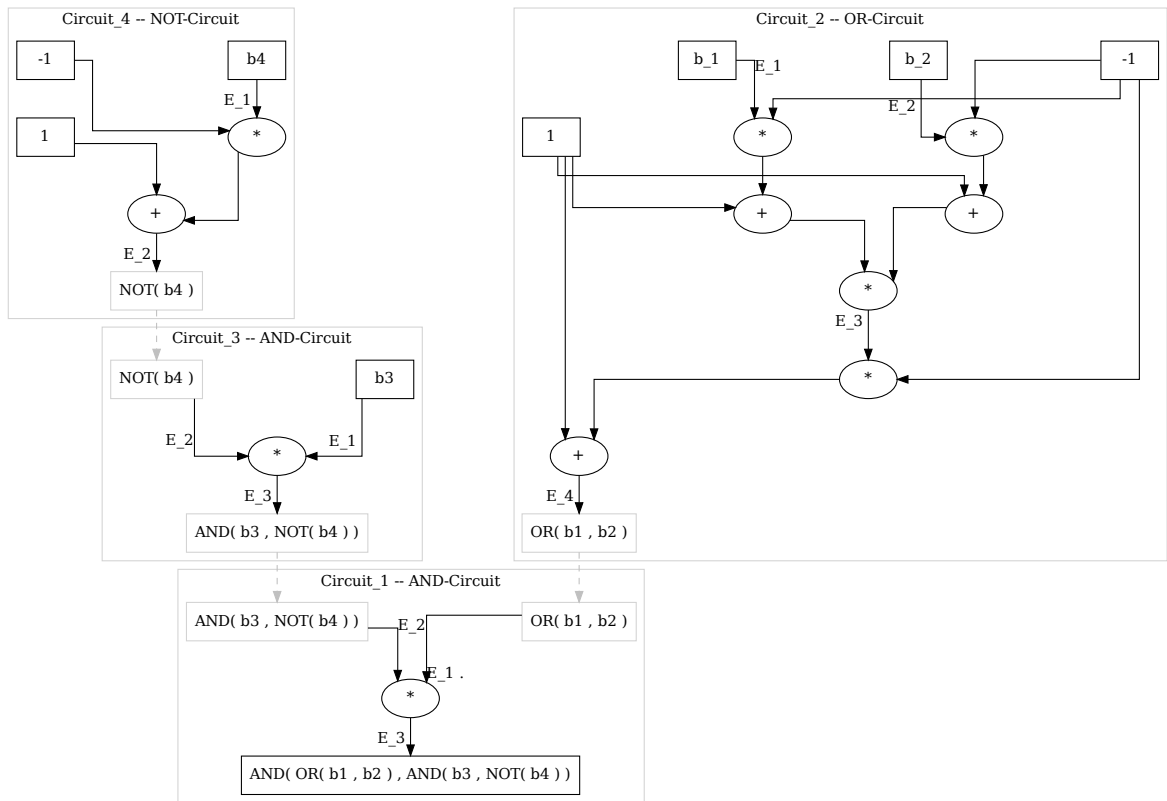 Circuit_4 -- NOT-Circuit
-1
b4
E_1
1
*
+
E_2
NOT( b4 )
Circuit_2 -- OR-Circuit
b_1
E_1
b_2
-1
E_2
1
*
*
+
+
*
E_3
*
+
E_4
OR( b1 , b2 )
Circuit_3 -- AND-Circuit
NOT( b4 )
b3
E_2
E_1
*
E_3
AND( b3 , NOT( b4 ) )
Circuit_1 -- AND-Circuit
AND( b3 , NOT( b4 ) )
E_2
OR( b1 , b2 )
E_1 .
*
E_3
AND( OR( b1 , b2 ) , AND( b3 , NOT( b4 ) )